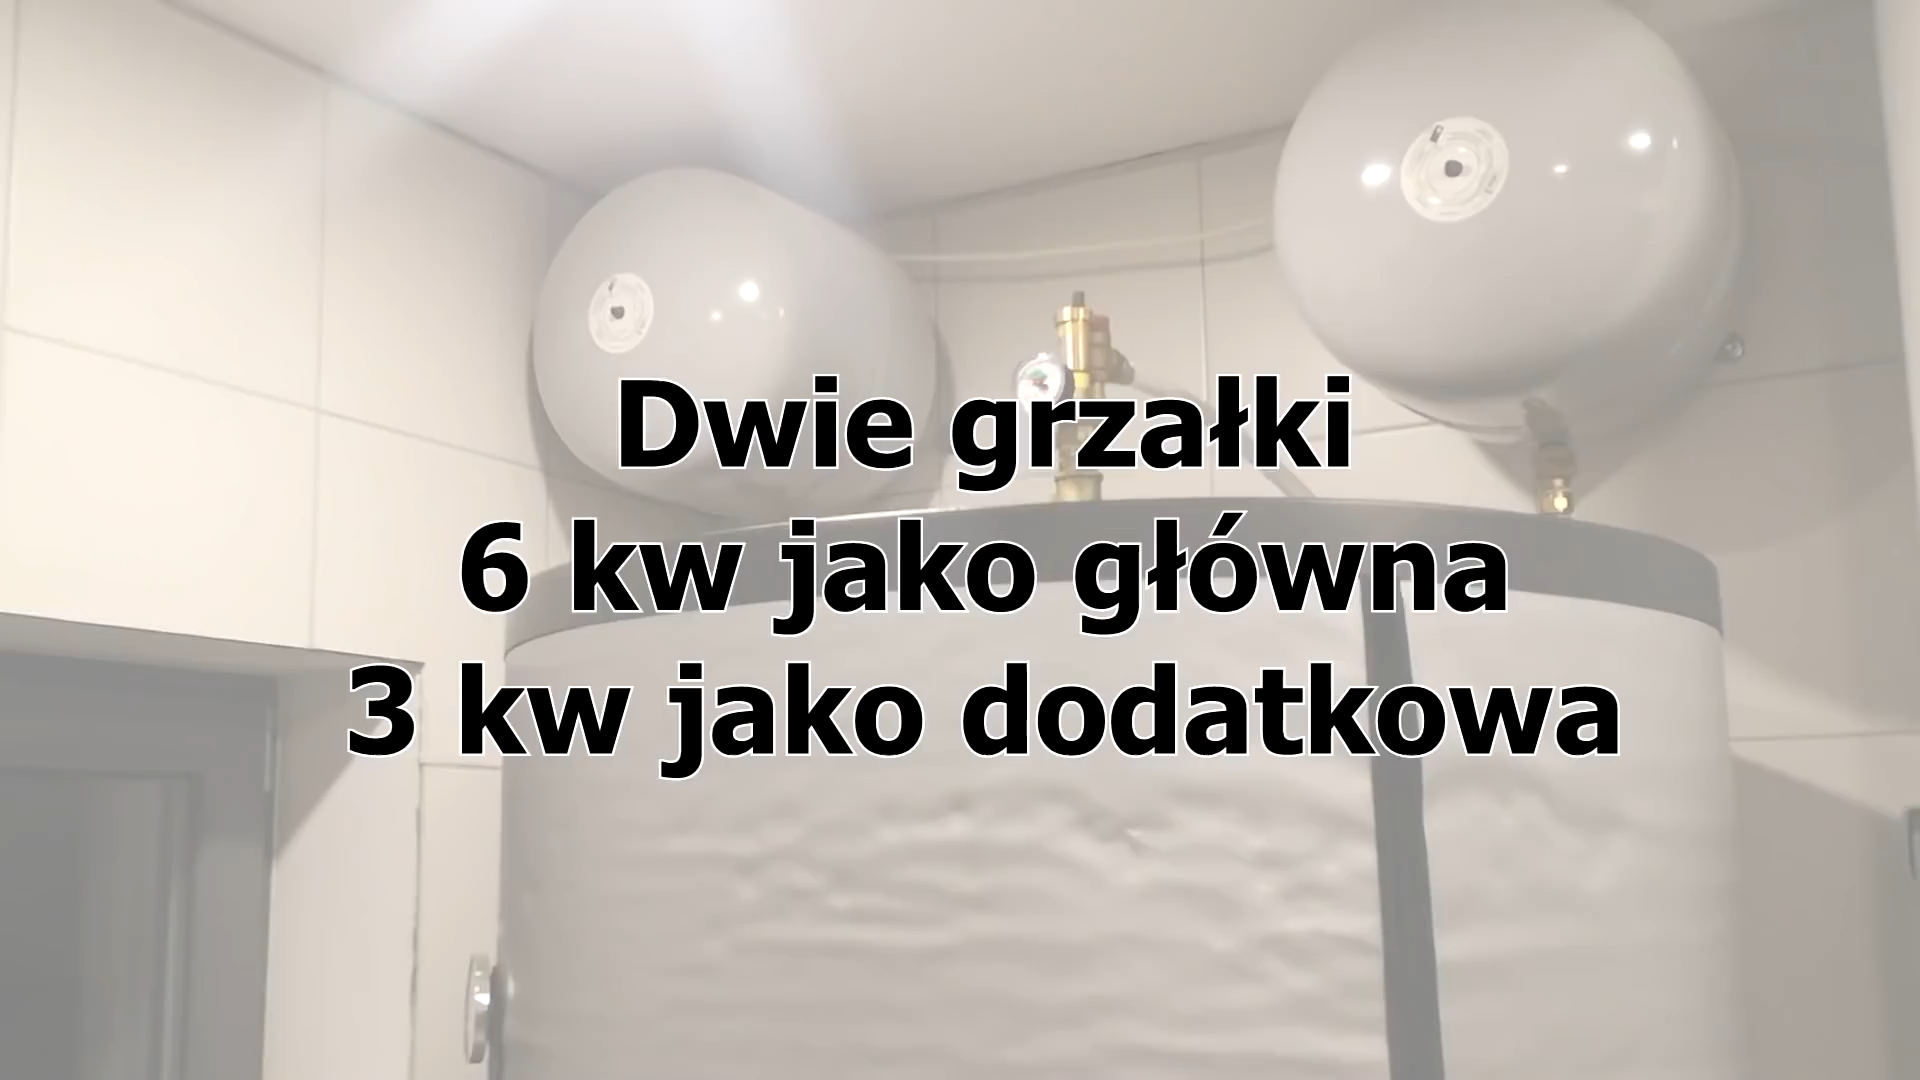 Dwie grzałki
6 kw jako główna
3 kw jako dodatkowa